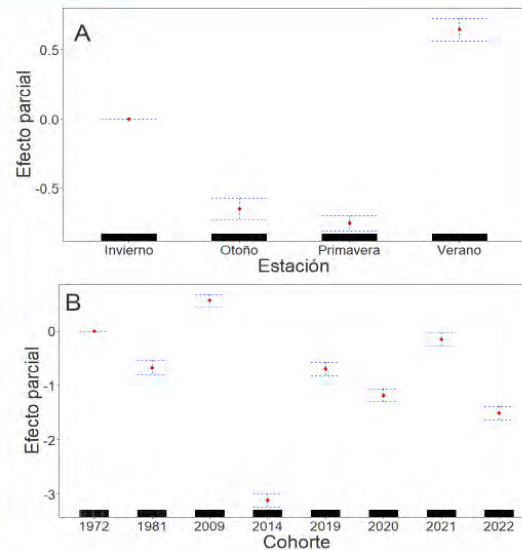 A
Efecto parcial
0.5
0.0
-0.5
Invierno Otoño Primavera Verano
Estación
B
Efecto parcial
0
-1
-2
-3
1972 1981 2009 2014 2019 2020 2021 2022
Cohorte